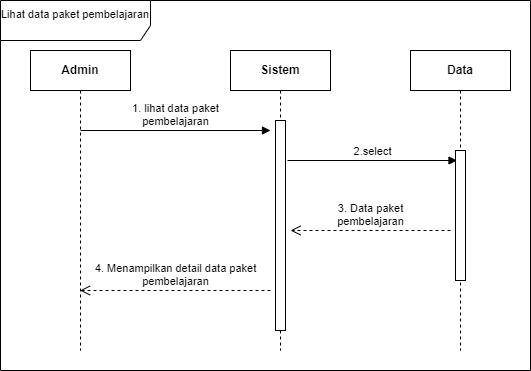 Lihat data paket pembelajaran
Admin
Sistem
Data
1. lihat data paket
pembelajaran
2.select
3. Data paket
pembelajaran
4. Menampilkan detail data paket
pembelajaran